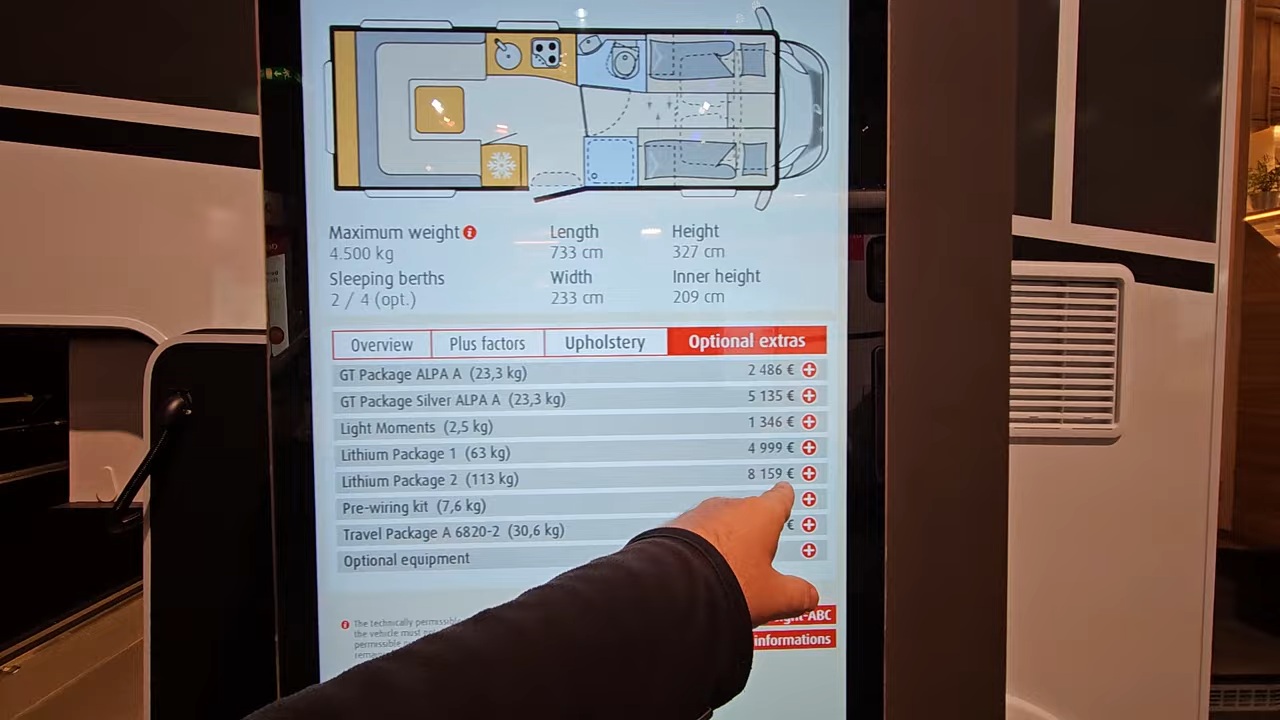 Maximum weight
4.500 kg
Length
733 cm
Height
327 cm
Sleeping berths
2 / 4 (opt.)
Width
233 cm
Inner height
209 cm
Overview Plus factors Upholstery Optional extras
GT Package ALPA A (23,3 kg) 2 486 €
GT Package Silver ALPA A (23,3 kg) 5 135 €
Light Moments (2,5 kg) 1 346 €
Lithium Package 1 (63 kg) 4 999 €
Lithium Package 2 (113 kg) 8 159 €
Pre-wiring kit (7,6 kg)
Travel Package A 6820-2 (30,6 kg) €
Optional equipment
The technically permissible
the vehicle must
permissible
-ABC
informations